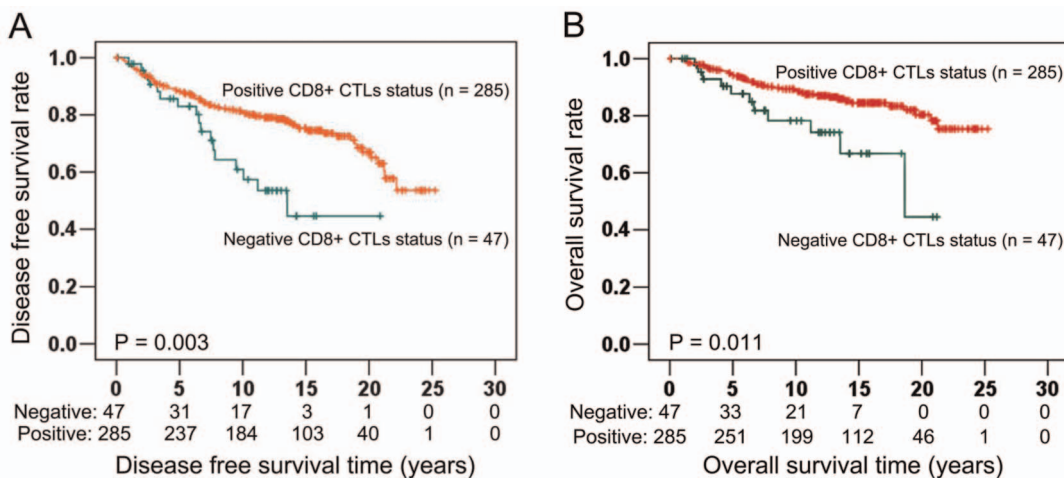 A
Disease free survival rate
1.0
0.8
0.6
0.4
0.2
0.0
Positive CD8+ CTLs status (n = 285)
Negative CD8+ CTLs status (n = 47)
P = 0.003
0 5 10 15 20 25 30
Negative: 47 31 17 3 1 0 0
Positive: 285 237 184 103 40 1 0
Disease free survival time (years)
B
Overall survival rate
1.0
0.8
0.6
0.4
0.2
0.0
Positive CD8+ CTLs status (n = 285)
Negative CD8+ CTLs status (n = 47)
P = 0.011
0 5 10 15 20 25 30
Negative: 47 33 21 7 0 0 0
Positive: 285 251 199 112 46 1 0
Overall survival time (years)